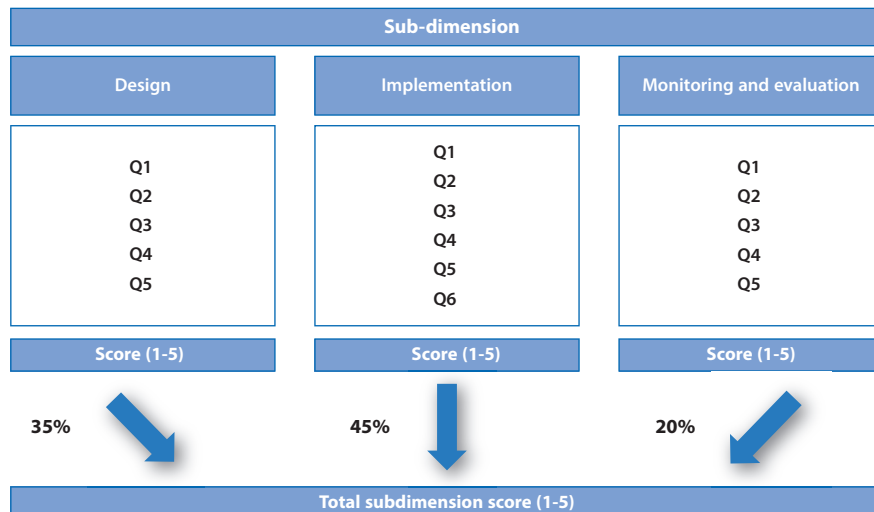 Sub-dimension
Design
Implementation
Monitoring and evaluation
Q1
Q2
Q3
Q4
Q5
Q1
Q2
Q3
Q4
Q5
Q6
Q1
Q2
Q3
Q4
Q5
Score (1-5)
Score (1-5)
Score (1-5)
35%
45%
20%
Total subdimension score (1-5)